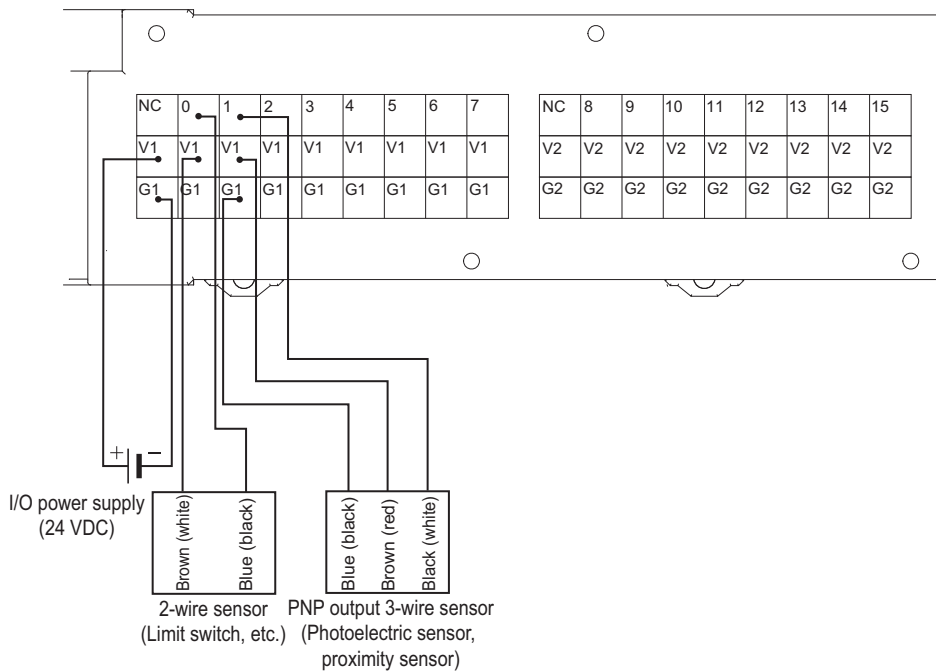 NC 0 1 2 3 4 5 6 7
V1 V1 V1 V1 V1 V1 V1 V1 V1
G1 G1 G1 G1 G1 G1 G1 G1 G1
NC 8 9 10 11 12 13 14 15
V2 V2 V2 V2 V2 V2 V2 V2 V2
G2 G2 G2 G2 G2 G2 G2 G2 G2
+ −
I/O power supply
(24 VDC)
Brown (white)
Blue (black)
2-wire sensor
(Limit switch, etc.)
Blue (black)
Brown (red)
Black (white)
PNP output 3-wire sensor
(Photoelectric sensor,
proximity sensor)